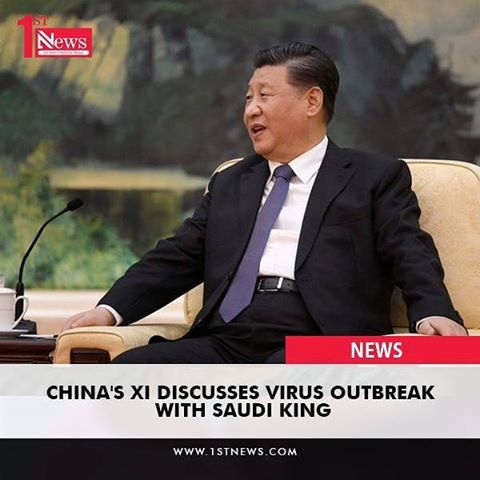 1ST
News
NEWS
CHINA'S XI DISCUSSES VIRUS OUTBREAK
WITH SAUDI KING
WWW.1STNEWS.COM